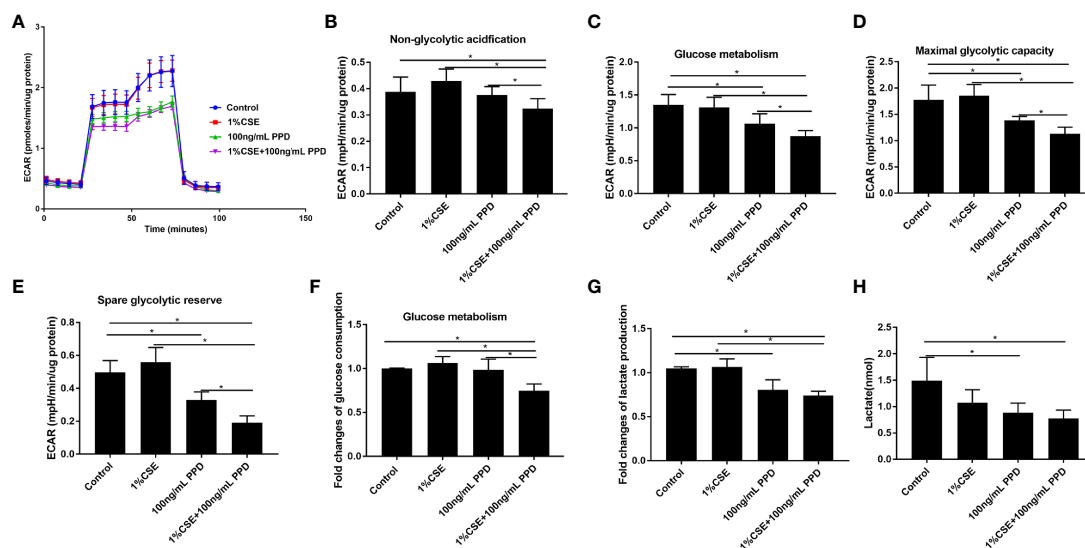 A
ECAR (pmolec/min/ug protein)
3
2
1
0
0
50
100
150
Time (minutes)
Control
1%CSE
100ng/mL PPD
1%CSE+100ng/mL PPD
B
Non-glycolytic acidfication
ECAR (mpH/min/ug protein)
0.6
0.4
0.2
0.0
*
*
*
Control
1%CSE
100ng/mL PPD
1%CSE+100ng/mL PPD
C
Glucose metabolism
ECAR (mpH/min/ug protein)
2.0
1.5
1.0
0.5
0.0
*
*
*
*
Control
1%CSE
100ng/mL PPD
1%CSE+100ng/mL PPD
D
Maximal glycolytic capacity
ECAR (mpH/min/ug protein)
2.5
2.0
1.5
1.0
0.5
0.0
*
*
*
*
Control
1%CSE
100ng/mL PPD
1%CSE+100ng/mL PPD
E
Spare glycolytic reserve
ECAR (mpH/min/ug protein)
0.8
0.6
0.4
0.2
0.0
*
*
*
*
Control
1%CSE
100ng/mL PPD
1%CSE+100ng/mL PPD
F
Glucose metabolism
Fold changes of glucose consumption
1.5
1.0
0.5
0.0
*
*
*
Control
1%CSE
100ng/mL PPD
1%CSE+100ng/mL PPD
G
Fold changes of lactate production
1.5
1.0
0.5
0.0
*
*
*
Control
1%CSE
100ng/mL PPD
1%CSE+100ng/mL PPD
H
Lactate(nmol)
2.0
1.5
1.0
0.5
0.0
*
*
Control
1%CSE
100ng/mL PPD
1%CSE+100ng/mL PPD